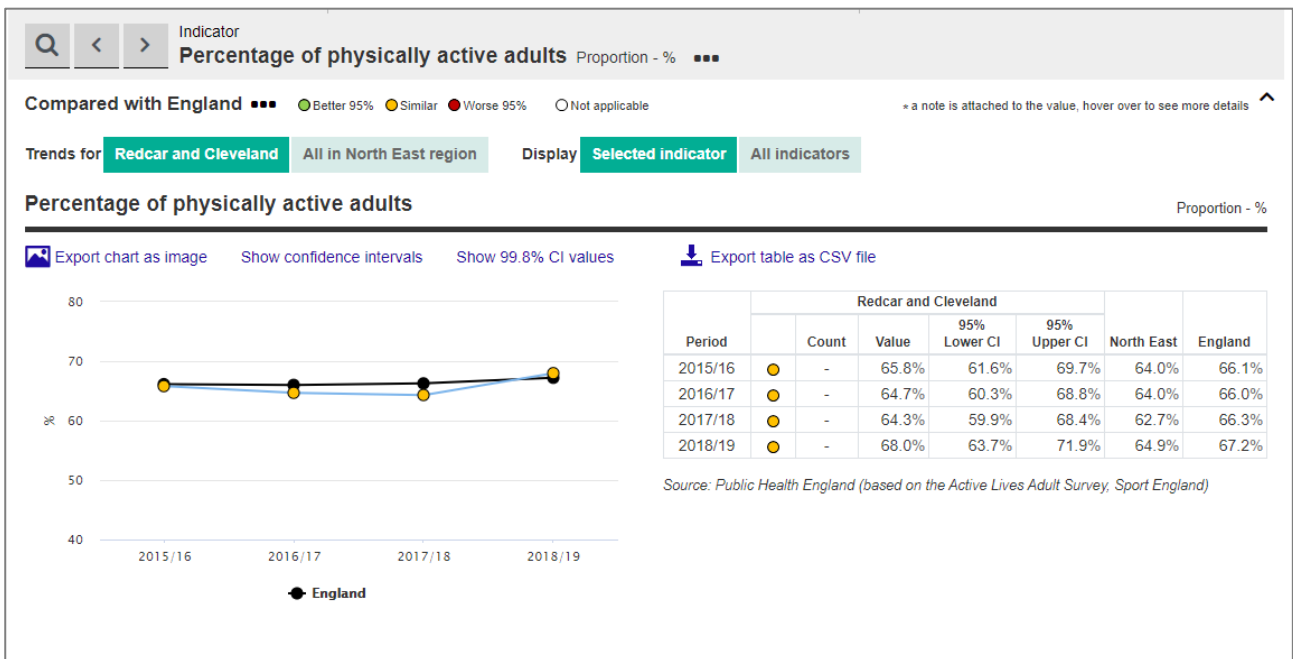 Indicator
Percentage of physically active adults Proportion - %
Compared with England Better 95% Similar Worse 95% Not applicable * a note is attached to the value, hover over to see more details
Trends for Redcar and Cleveland All in North East region Display Selected indicator All indicators
Percentage of physically active adults Proportion - %
Export chart as image Show confidence intervals Show 99.8% CI values Export table as CSV file
80
70
60
50
40
%
2015/16 2016/17 2017/18 2018/19
England
Redcar and Cleveland
Period Count Value 95% Lower CI 95% Upper CI North East England
2015/16 - 65.8% 61.6% 69.7% 64.0% 66.1%
2016/17 - 64.7% 60.3% 68.8% 64.0% 66.0%
2017/18 - 64.3% 59.9% 68.4% 62.7% 66.3%
2018/19 - 68.0% 63.7% 71.9% 64.9% 67.2%
Source: Public Health England (based on the Active Lives Adult Survey, Sport England)